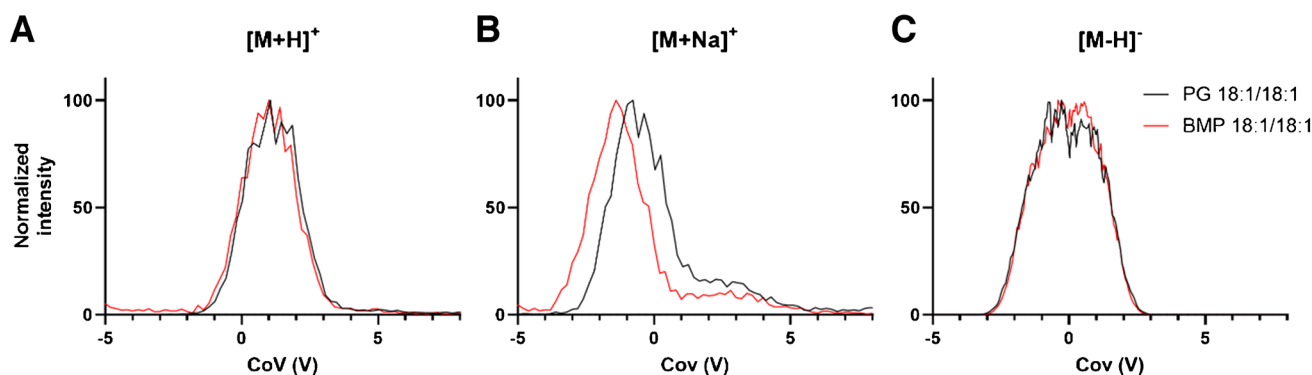 A
[M+H]+
Normalized
intensity
100
50
0
-5
0
5
CoV (V)
B
[M+Na]+
100
50
0
-5
0
5
Cov (V)
C
[M-H]-
100
50
0
-5
0
5
Cov (V)
PG 18:1/18:1
BMP 18:1/18:1